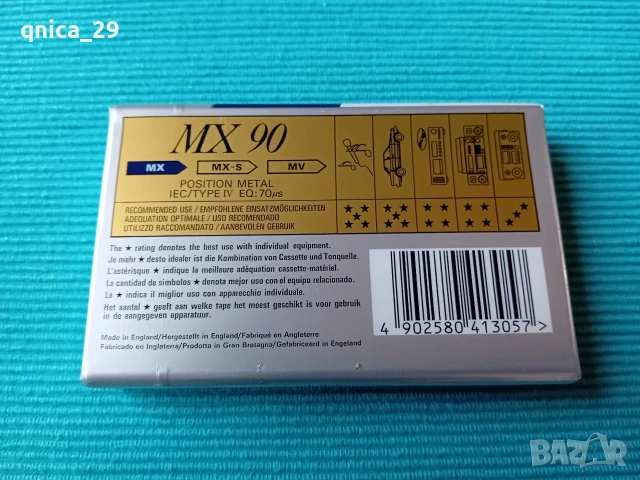 qnica_29
MX 90
MX MX-S MV
POSITION METAL
IEC/TYPE IV EQ:70µs
RECOMMENDED USE / EMPFOHLENE EINSATZMÖGLICHKEITEN
ADEQUATION OPTIMALE / USO RECOMENDADO
UTILIZZO RACCOMANDATO / AANBEVOLEN GEBRUIK
The ★ rating denotes the best use with individual equipment.
Je mehr ★ desto idealer ist die Kombination von Cassette und Tonquelle.
L'estérisque ★ indique la meilleure adéquation cassette-matériel.
La cantidad de simbolos ★ denota mejor uso con el equipo relacionado.
La ★ indica il miglior uso con apparecchio individuale.
Het aantal ★ geeft aan welke tape het meest geschikt is voor gebruik
in de aangegeven apparatuur.
4 902580 413057>
Made in England/Hergestellt in England/Fabriqué en Angleterre
Fabricado en Inglaterra/Prodotta in Gran Bretagna/Gefabriceerd in Engeland
BAZAR